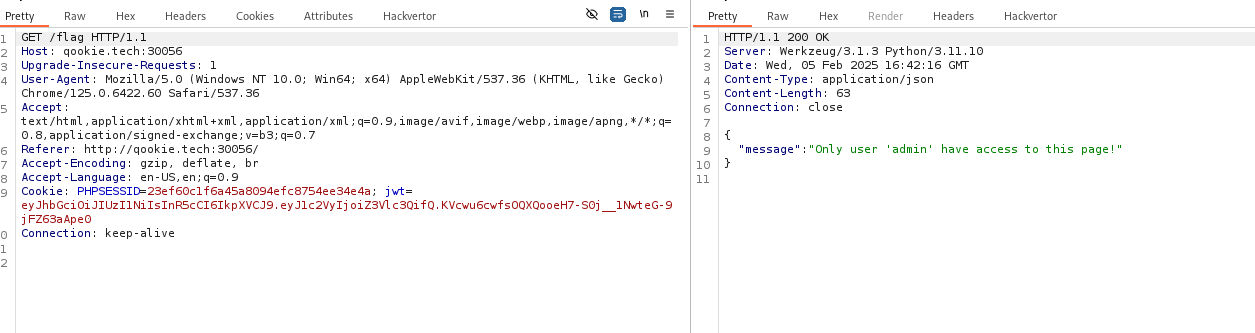 Pretty Raw Hex Headers Cookies Attributes Hackvertor \n
1 GET /flag HTTP/1.1
2 Host: qookie.tech:30056
3 Upgrade-Insecure-Requests: 1
4 User-Agent: Mozilla/5.0 (Windows NT 10.0; Win64; x64) AppleWebKit/537.36 (KHTML, like Gecko)
Chrome/125.0.6422.60 Safari/537.36
5 Accept:
text/html,application/xhtml+xml,application/xml;q=0.9,image/avif,image/webp,image/apng,*/*;q=
0.8,application/signed-exchange;v=b3;q=0.7
6 Referer: http://qookie.tech:30056/
7 Accept-Encoding: gzip, deflate, br
8 Accept-Language: en-US,en;q=0.9
9 Cookie: PHPSESSID=23ef60c1f6a45a8094efc8754ee34e4a; jwt=
eyJhbGciOiJIUzI1NiIsInR5cCI6IkpXVCJ9.eyJ1c2VyIjoiZ3Vlc3QifQ.KVcwu6cwfsOQXQooeH7-S0j__1NwteG-9
jFZ63aApe0
0 Connection: keep-alive
1
2
Pretty Raw Hex Render Headers Hackvertor
1 HTTP/1.1 200 OK
2 Server: Werkzeug/3.1.3 Python/3.11.10
3 Date: Wed, 05 Feb 2025 16:42:16 GMT
4 Content-Type: application/json
5 Content-Length: 63
6 Connection: close
7
8 {
9 "message":"Only user 'admin' have access to this page!"
10 }
11